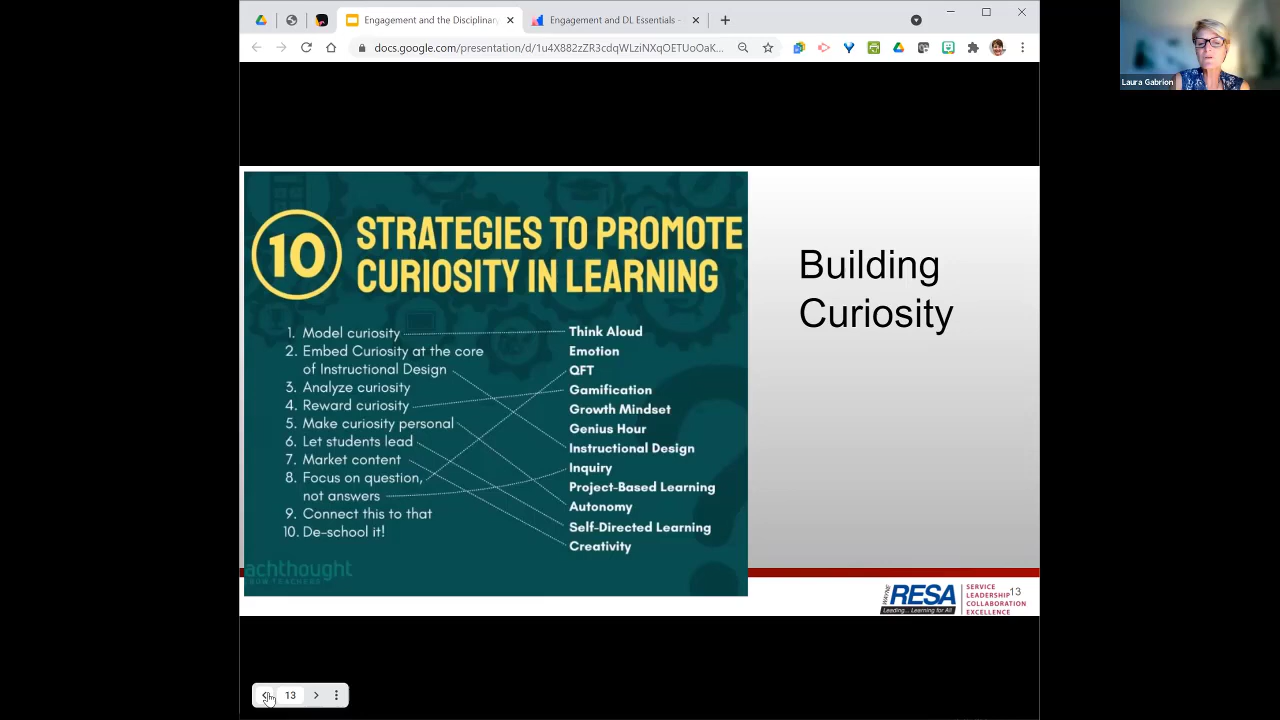 Engagement and the Disciplinar
Engagement and DL Essentials -
docs.google.com/presentation/d/1u4X882zZR3cdqWLziNXqOETUoOaK...
Laura Gabrion
10
STRATEGIES TO PROMOTE
CURIOSITY IN LEARNING
1. Model curiosity
2. Embed Curiosity at the core
of Instructional Design
3. Analyze curiosity
4. Reward curiosity
5. Make curiosity personal
6. Let students lead
7. Market content
8. Focus on question,
not answers
9. Connect this to that
10. De-school it!
Think Aloud
Emotion
QFT
Gamification
Growth Mindset
Genius Hour
Instructional Design
Inquiry
Project-Based Learning
Autonomy
Self-Directed Learning
Creativity
achthought
Building
Curiosity
WAYNE
RESA
Leading... Learning for All
SERVICE
LEADERSHIP
COLLABORATION
EXCELLENCE
13
13